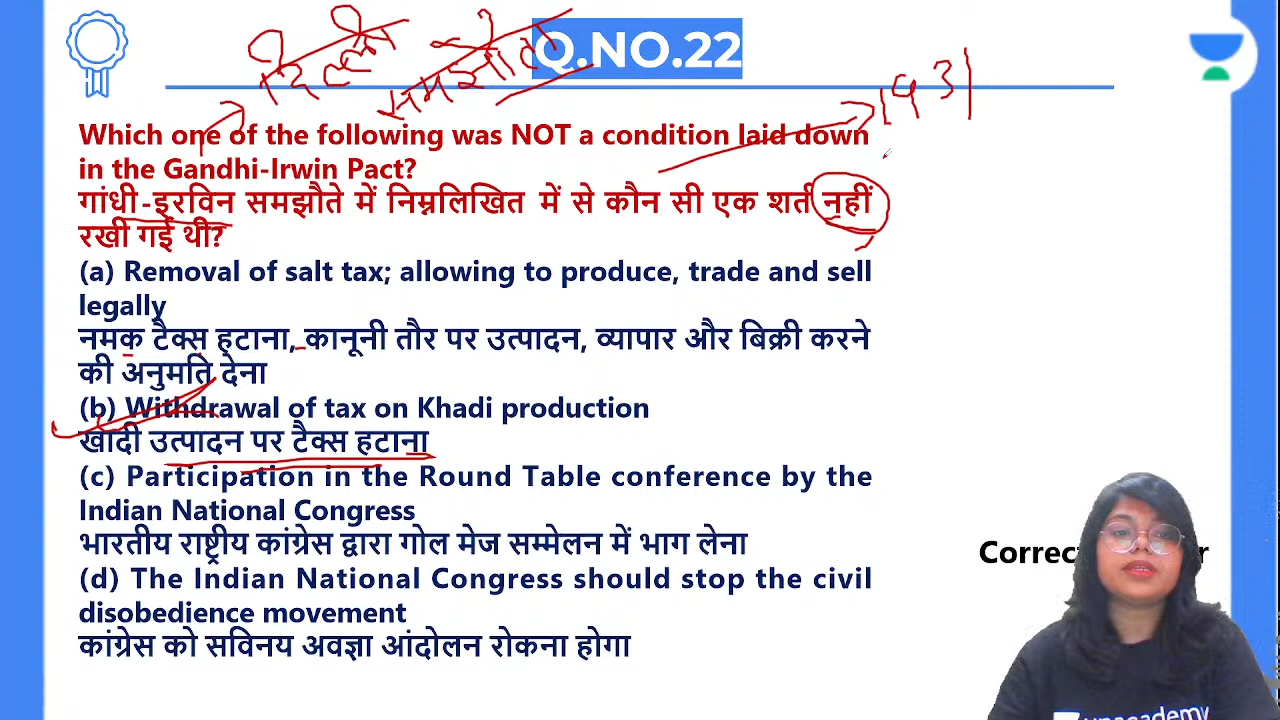 दिल्ली
समझौता
Q.NO.22
1931
Which one of the following was NOT a condition laid down
in the Gandhi-Irwin Pact?
गांधी-इरविन समझौते में निम्नलिखित में से कौन सी एक शर्त नहीं
रखी गई थी?
(a) Removal of salt tax; allowing to produce, trade and sell
legally
नमक टैक्स हटाना, कानूनी तौर पर उत्पादन, व्यापार और बिक्री करने
की अनुमति देना
(b) Withdrawal of tax on Khadi production
खादी उत्पादन पर टैक्स हटाना
(c) Participation in the Round Table conference by the
Indian National Congress
भारतीय राष्ट्रीय कांग्रेस द्वारा गोल मेज सम्मेलन में भाग लेना
(d) The Indian National Congress should stop the civil
disobedience movement
कांग्रेस को सविनय अवज्ञा आंदोलन रोकना होगा